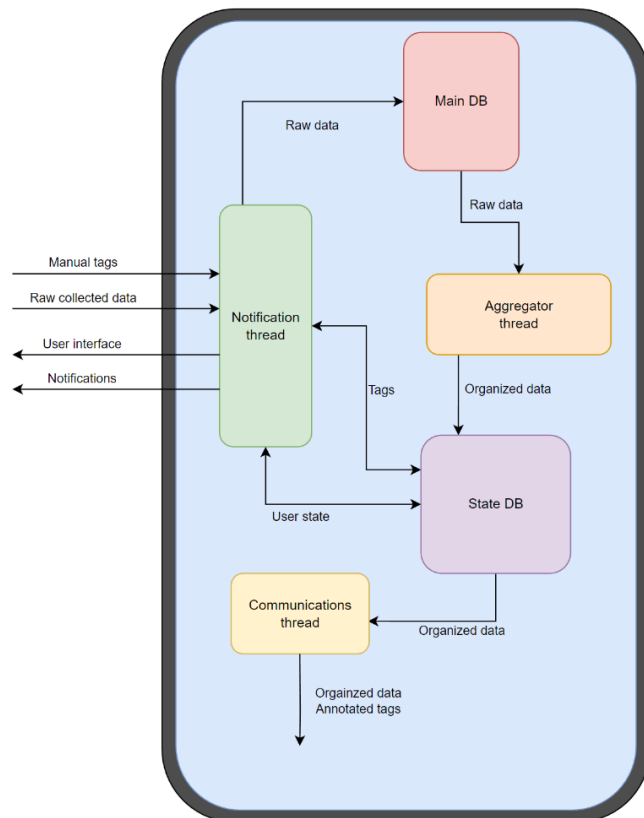 Main DB
Raw data
Raw data
Manual tags
Raw collected data
User interface
Notifications
Notification
thread
Aggregator
thread
Tags
Organized data
State DB
User state
Communications
thread
Organized data
Orgainzed data
Annotated tags